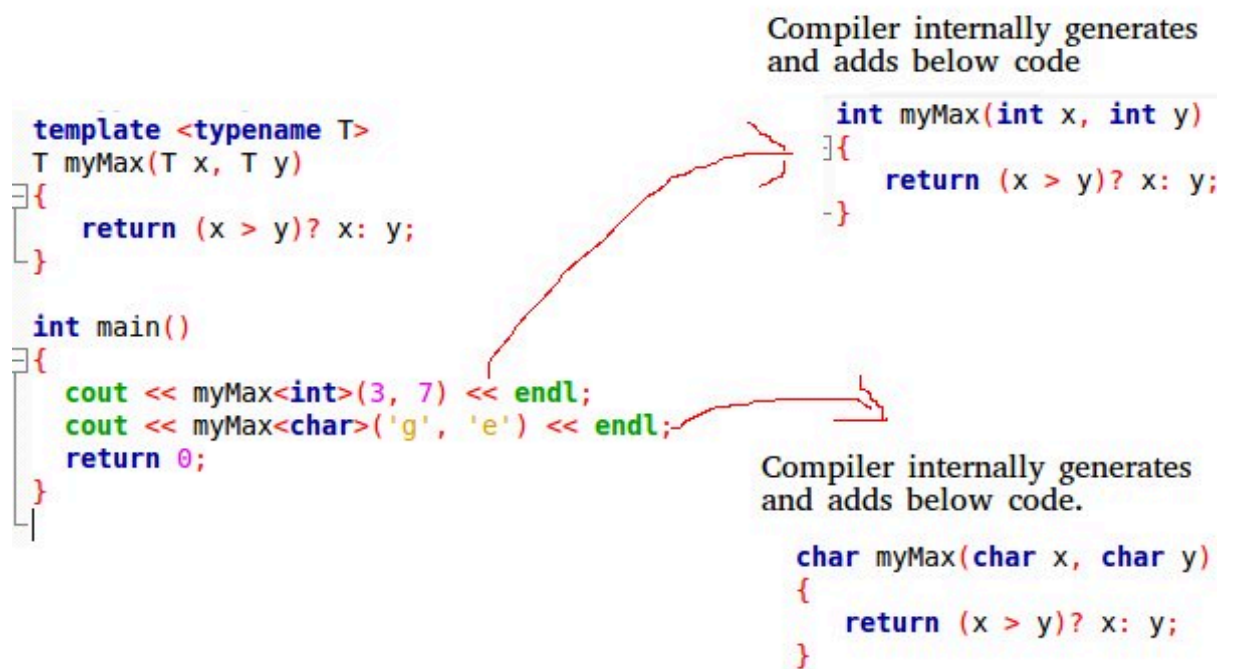 template <typename T>
T myMax(T x, T y)
{
   return (x > y)? x: y;
}
int main()
{
  cout << myMax<int>(3, 7) << endl;
  cout << myMax<char>('g', 'e') << endl;
  return 0;
}
Compiler internally generates
and adds below code
int myMax(int x, int y)
{
   return (x > y)? x: y;
}
Compiler internally generates
and adds below code.
char myMax(char x, char y)
{
   return (x > y)? x: y;
}